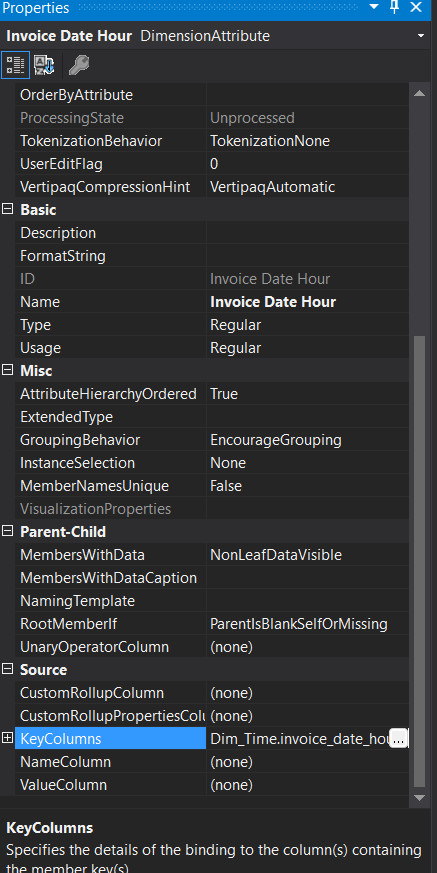 Properties
Invoice Date Hour DimensionAttribute
OrderByAttribute
ProcessingState Unprocessed
TokenizationBehavior TokenizationNone
UserEditFlag 0
VertipaqCompressionHint VertipaqAutomatic
Basic
Description
FormatString
ID Invoice Date Hour
Name Invoice Date Hour
Type Regular
Usage Regular
Misc
AttributeHierarchyOrdered True
ExtendedType
GroupingBehavior EncourageGrouping
InstanceSelection None
MemberNamesUnique False
VisualizationProperties
Parent-Child
MembersWithData NonLeafDataVisible
MembersWithDataCaption
NamingTemplate
RootMemberIf ParentIsBlankSelfOrMissing
UnaryOperatorColumn (none)
Source
CustomRollupColumn (none)
CustomRollupPropertiesColu (none)
KeyColumns Dim_Time.invoice_date_hou ...
NameColumn (none)
ValueColumn (none)
KeyColumns
Specifies the details of the binding to the column(s) containing
the member key(s)